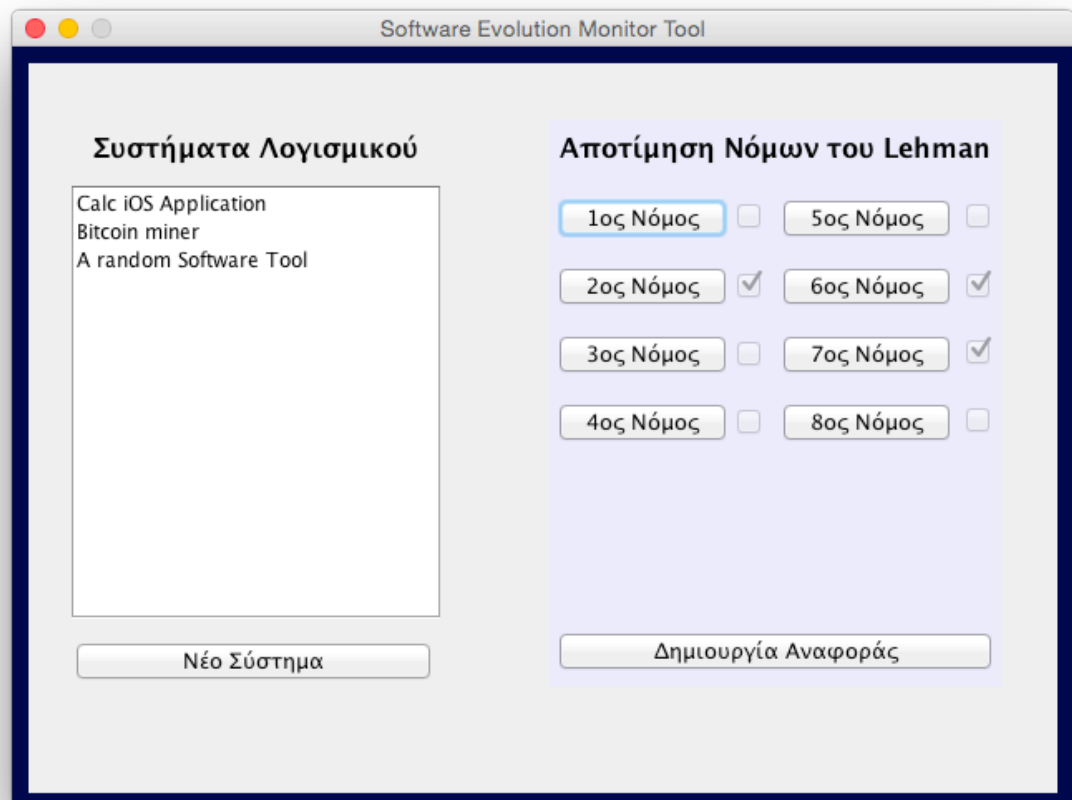 Software Evolution Monitor Tool
Συστήματα Λογισμικού
Calc iOS Application
Bitcoin miner
A random Software Tool
Νέο Σύστημα
Αποτίμηση Νόμων του Lehman
1ος Νόμος
5ος Νόμος
2ος Νόμος
6ος Νόμος
3ος Νόμος
7ος Νόμος
4ος Νόμος
8ος Νόμος
Δημιουργία Αναφοράς